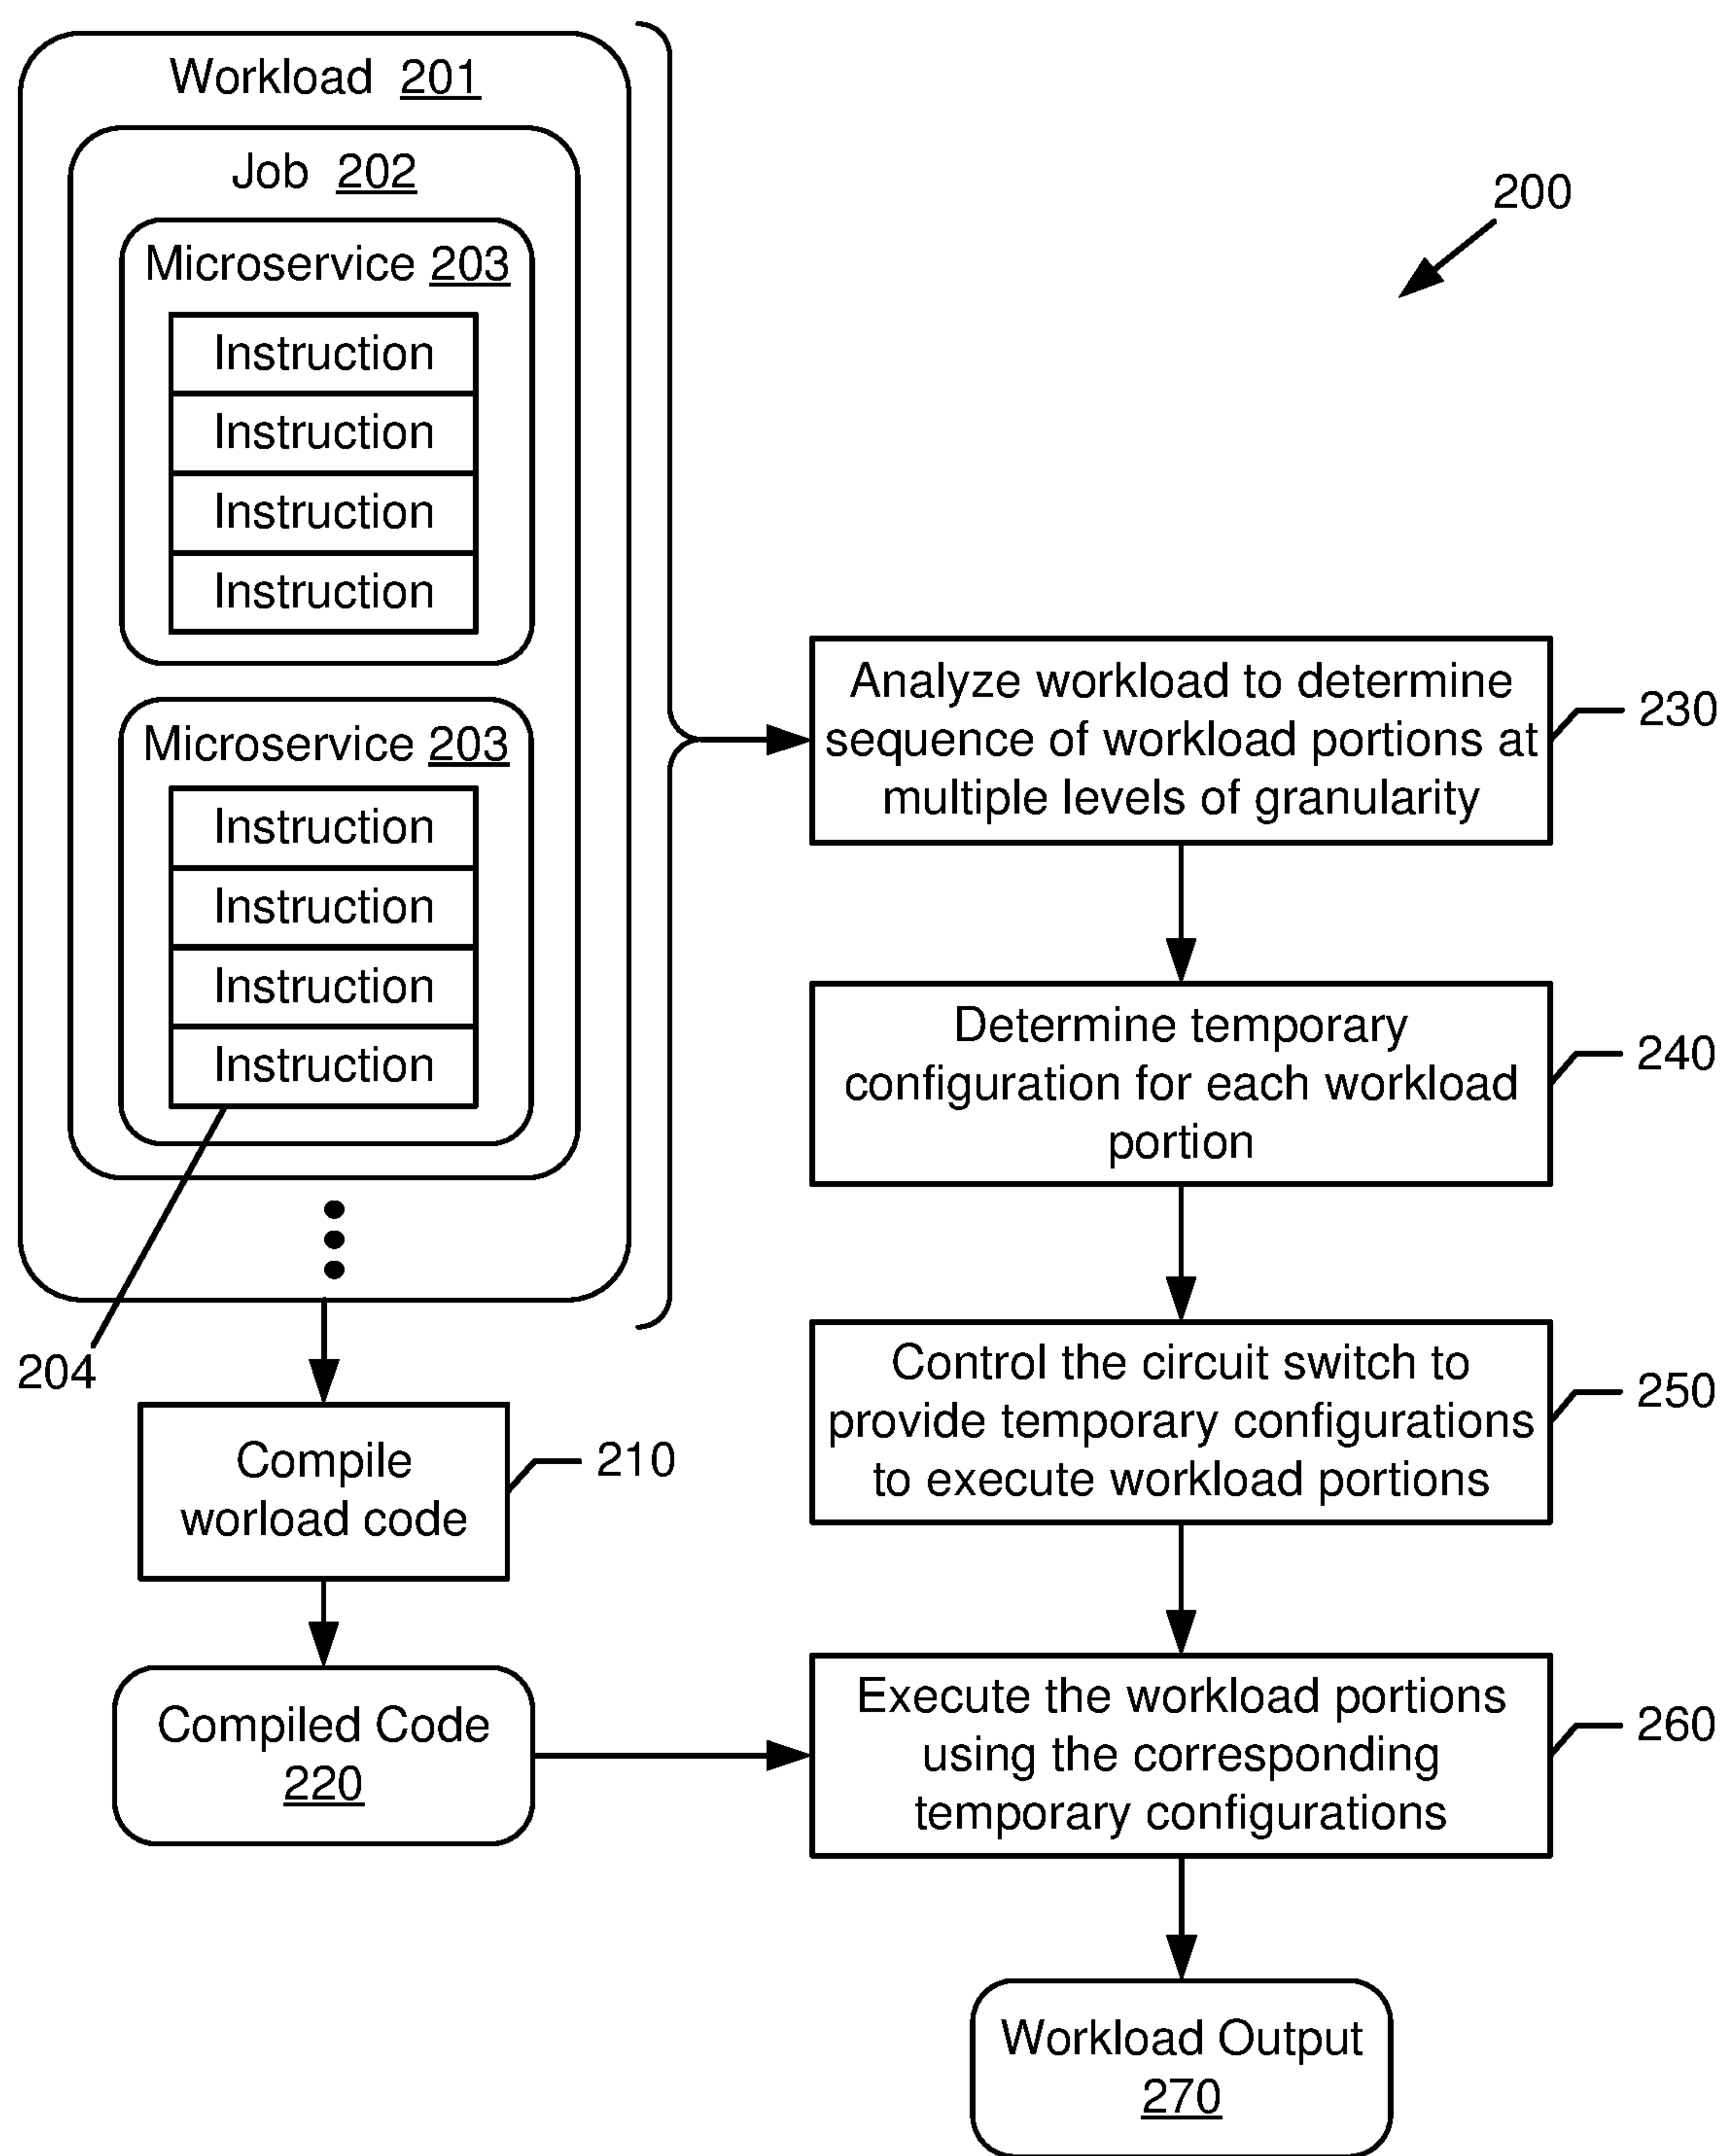 Workload 201
Job 202
Microservice 203
Instruction
Instruction
Instruction
Instruction
Microservice 203
Instruction
Instruction
Instruction
Instruction
204
Compile
worload code
210
Compiled Code
220
200
Analyze workload to determine
sequence of workload portions at
multiple levels of granularity
230
Determine temporary
configuration for each workload
portion
240
Control the circuit switch to
provide temporary configurations
to execute workload portions
250
Execute the workload portions
using the corresponding
temporary configurations
260
Workload Output
270